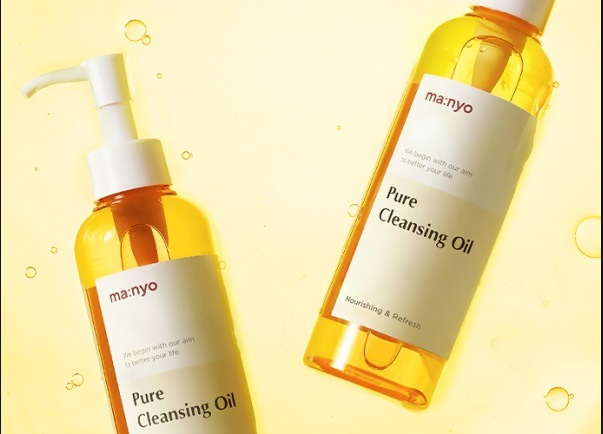 ma:nyo
We begin with our aim
to better your life
Pure
Cleansing Oil
ma:nyo
We begin with our aim
to better your life
Pure
Cleansing Oil
Nourishing & Refresh